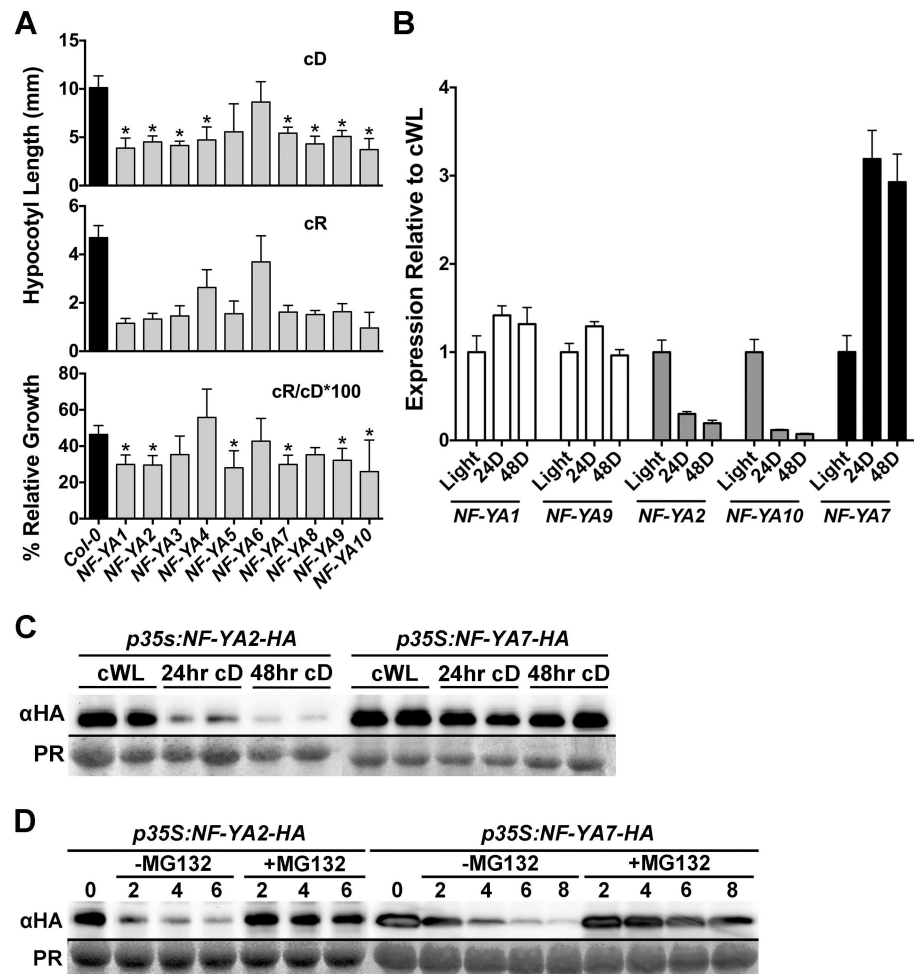 A
Hypocotyl Length (mm)
15
10
5
0
cD
* * * * * * * *
6
4
2
0
cR
% Relative Growth
80
60
40
20
0
cR/cD*100
* * * * * *
Col-0 NF-YA1 NF-YA2 NF-YA3 NF-YA4 NF-YA5 NF-YA6 NF-YA7 NF-YA8 NF-YA9 NF-YA10
B
Expression Relative to cWL
4
3
2
1
0
Light 24D 48D Light 24D 48D Light 24D 48D Light 24D 48D Light 24D 48D
NF-YA1 NF-YA9 NF-YA2 NF-YA10 NF-YA7
C
p35s:NF-YA2-HA p35S:NF-YA7-HA
cWL 24hr cD 48hr cD cWL 24hr cD 48hr cD
αHA
PR
D
p35S:NF-YA2-HA p35S:NF-YA7-HA
-MG132 +MG132 -MG132 +MG132
0 2 4 6 2 4 6 0 2 4 6 8 2 4 6 8
αHA
PR